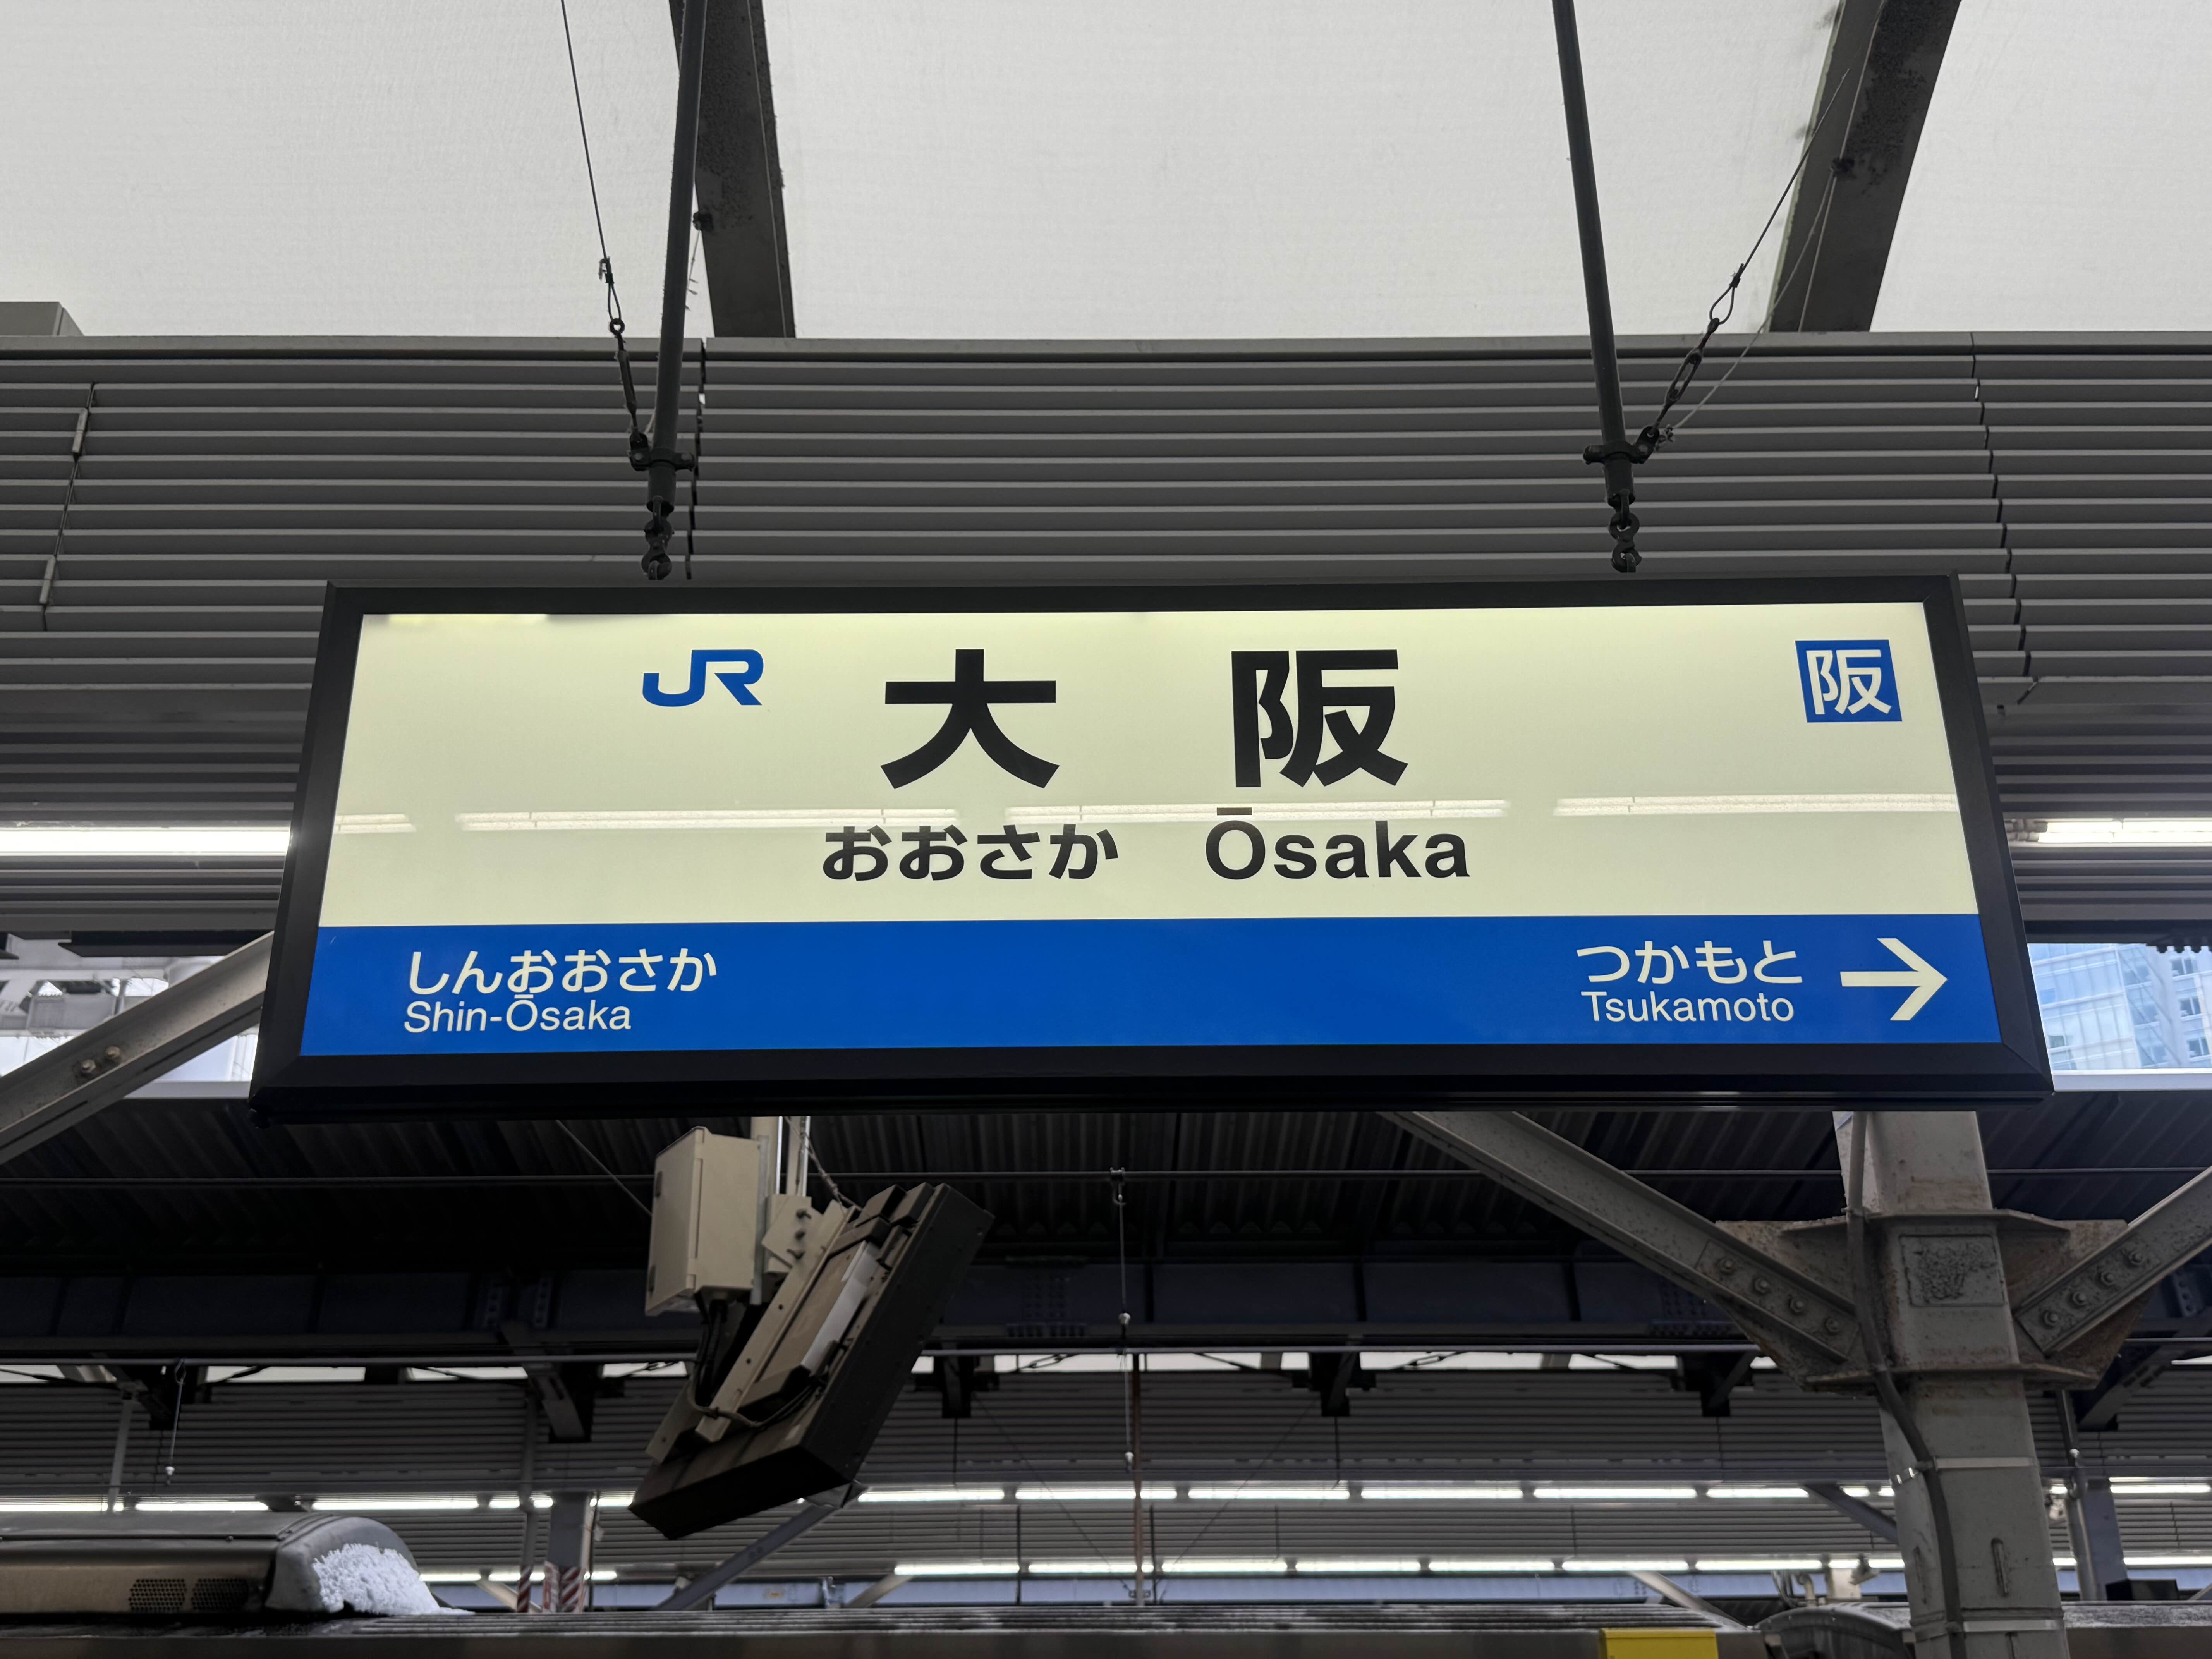 JR 大阪 阪
おおさか Ōsaka
しんおおさか つかもと →
Shin-Ōsaka Tsukamoto